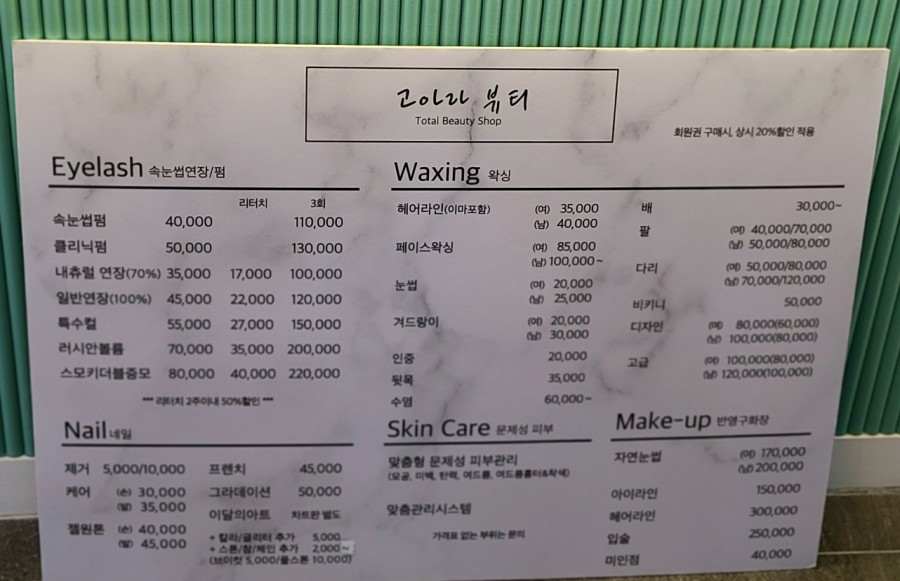 고아라 뷰티
Total Beauty Shop
회원권 구매시, 상시 20%할인 적용
Eyelash 속눈썹연장/펌
리터치 3회
속눈썹펌 40,000 110,000
클리닉펌 50,000 130,000
내츄럴 연장(70%) 35,000 17,000 100,000
일반연장(100%) 45,000 22,000 120,000
특수컬 55,000 27,000 150,000
러시안볼륨 70,000 35,000 200,000
스모키더블증모 80,000 40,000 220,000
*** 리터치 2주이내 50%할인 ***
Waxing 왁싱
헤어라인(이마포함) (여) 35,000
(남) 40,000
페이스왁싱 (여) 85,000
(남) 100,000~
눈썹 (여) 20,000
(남) 25,000
겨드랑이 (여) 20,000
(남) 30,000
인중 20,000
뒷목 35,000
수염 60,000~
배 30,000~
팔 (여) 40,000/70,000
(남) 50,000/80,000
다리 (여) 50,000/80,000
(남) 70,000/120,000
비키니 50,000
디자인 (여) 80,000(60,000)
(남) 100,000(80,000)
고급 (여) 100,000(80,000)
(남) 120,000(100,000)
Nail 네일
제거 5,000/10,000
케어 (손) 30,000
(발) 35,000
젤원톤 (손) 40,000
(발) 45,000
프렌치 45,000
그라데이션 50,000
이달의아트 차트판 별도
+ 칼라/글리터 추가 5,000
+ 스톤/참/체인 추가 2,000~
(브이컷 5,000/풀스톤 10,000)
Skin Care 문제성 피부
맞춤형 문제성 피부관리
(모공, 미백, 탄력, 여드름, 여드름흉터&착색)
맞춤관리시스템
가격표 없는 부위는 문의
Make-up 반영구화장
자연눈썹 (여) 170,000
(남) 200,000
아이라인 150,000
헤어라인 300,000
입술 250,000
미인점 40,000